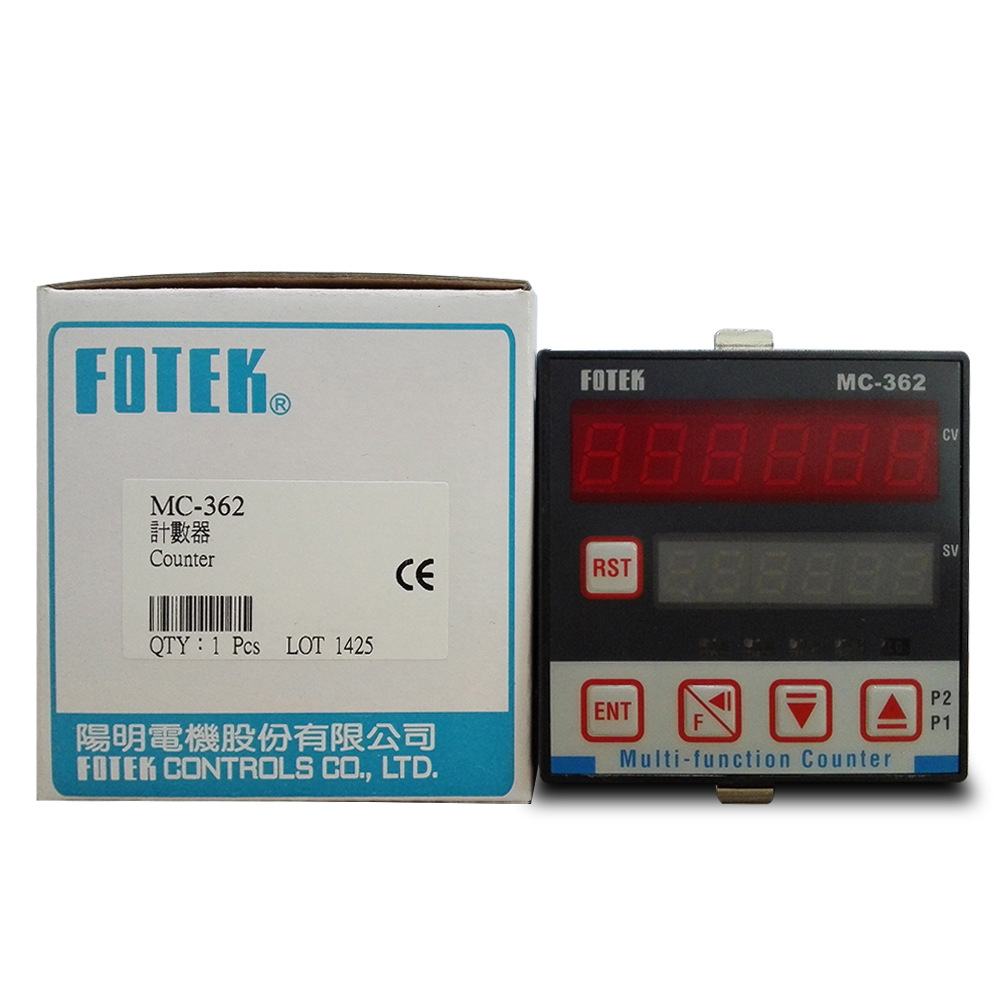 FOTEK®
MC-362
計數器
Counter
CE
QTY：1 Pcs LOT 1425
陽明電機股份有限公司
FOTEK CONTROLS CO., LTD.
FOTEK MC-362
CV
RST
SV
ENT
F
P2
P1
Multi-function Counter